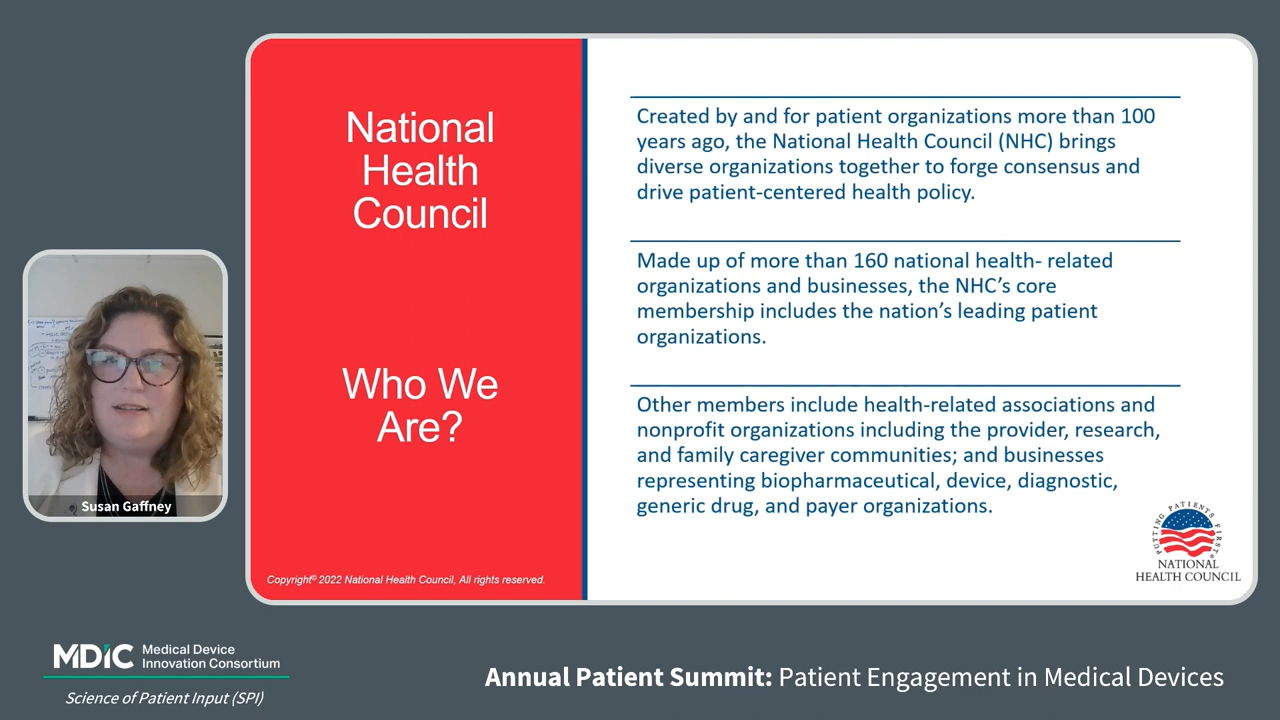 National
Health
Council
Who We
Are?
Copyright© 2022 National Health Council, All rights reserved.
Created by and for patient organizations more than 100
years ago, the National Health Council (NHC) brings
diverse organizations together to forge consensus and
drive patient-centered health policy.
Made up of more than 160 national health- related
organizations and businesses, the NHC’s core
membership includes the nation’s leading patient
organizations.
Other members include health-related associations and
nonprofit organizations including the provider, research,
and family caregiver communities; and businesses
representing biopharmaceutical, device, diagnostic,
generic drug, and payer organizations.
PUTTING PATIENTS FIRST®
NATIONAL
HEALTH COUNCIL
Susan Gaffney
MDIC
Medical Device
Innovation Consortium
Science of Patient Input (SPI)
Annual Patient Summit: Patient Engagement in Medical Devices